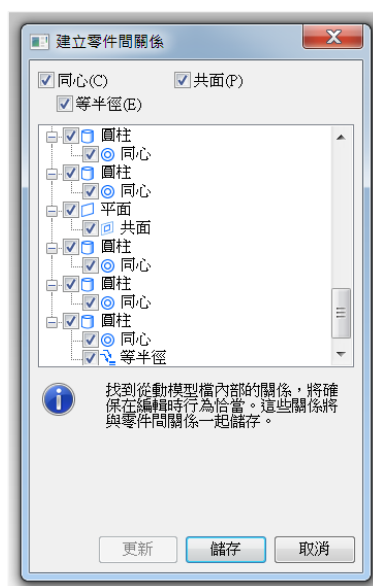 建立零件間關係
同心(C) 共面(P)
等半徑(E)
圓柱
同心
圓柱
同心
平面
共面
圓柱
同心
圓柱
同心
圓柱
同心
等半徑
找到從動模型檔內部的關係，將確
保在編輯時行為恰當。這些關係將
與零件間關係一起儲存。
更新 儲存 取消